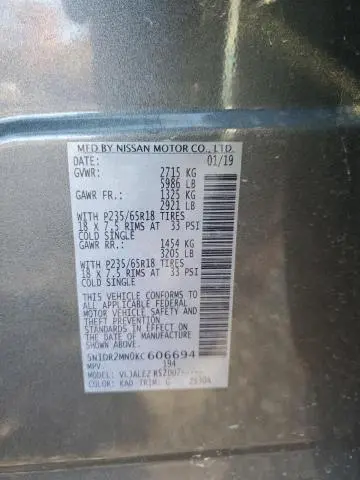 MFD BY NISSAN MOTOR CO., LTD.
DATE: 01/19
GVWR: 2715 KG
5986 LB
GAWR FR.: 1325 KG
2921 LB
WITH P235/65R18 TIRES
18 X 7.5 RIMS AT 33 PSI
COLD SINGLE
GAWR RR.: 1454 KG
3205 LB
WITH P235/65R18 TIRES
18 X 7.5 RIMS AT 33 PSI
COLD SINGLE
THIS VEHICLE CONFORMS TO
ALL APPLICABLE FEDERAL
MOTOR VEHICLE SAFETY
STANDARDS IN EFFECT ON
THE DATE OF MANUFACTURE
SHOWN ABOVE.
5N1DR2MN0KC606694
MPV 194
MODEL:
COLOR: KAD TRIM: G